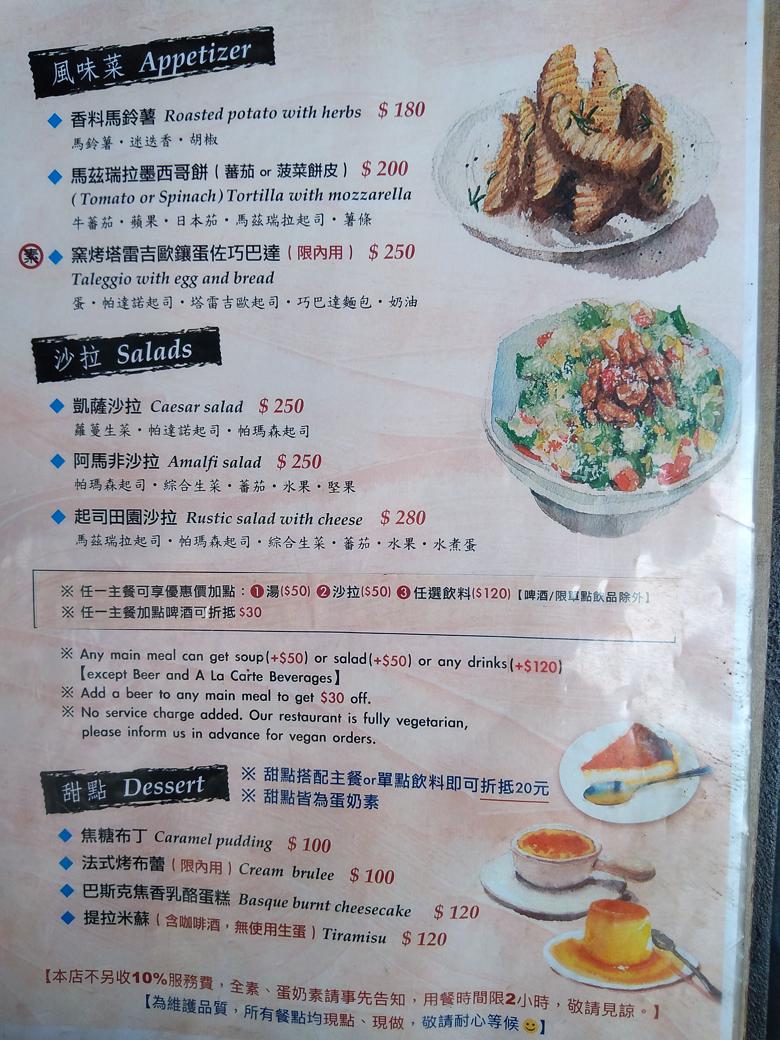 風味菜 Appetizer
◆ 香料馬鈴薯 Roasted potato with herbs $ 180
馬鈴薯・迷迭香・胡椒
◆ 馬茲瑞拉墨西哥餅 ( 蕃茄 or 菠菜餅皮 ) $ 200
( Tomato or Spinach) Tortilla with mozzarella
牛蕃茄・蘋果・日本茄・馬茲瑞拉起司・薯條
素 ◆ 窯烤塔雷吉歐鑲蛋佐巧巴達 ( 限內用 ) $ 250
Taleggio with egg and bread
蛋・帕達諾起司・塔雷吉歐起司・巧巴達麵包・奶油
沙拉 Salads
◆ 凱薩沙拉 Caesar salad $ 250
蘿蔓生菜・帕達諾起司・帕瑪森起司
◆ 阿馬非沙拉 Amalfi salad $ 250
帕瑪森起司・綜合生菜・蕃茄・水果・堅果
◆ 起司田園沙拉 Rustic salad with cheese $ 280
馬茲瑞拉起司・帕瑪森起司・綜合生菜・蕃茄・水果・水煮蛋
※ 任一主餐可享優惠價加點：❶湯($50) ❷沙拉($50) ❸任選飲料($120)【啤酒/限單點飲品除外】
※ 任一主餐加點啤酒可折抵 $30
※ Any main meal can get soup(+$50) or salad(+$50) or any drinks(+$120)
【except Beer and A La Carte Beverages】
※ Add a beer to any main meal to get $30 off.
※ No service charge added. Our restaurant is fully vegetarian,
please inform us in advance for vegan orders.
甜點 Dessert
※ 甜點搭配主餐or單點飲料即可折抵20元
※ 甜點皆為蛋奶素
◆ 焦糖布丁 Caramel pudding $ 100
◆ 法式烤布蕾 ( 限內用 ) Cream brulee $ 100
◆ 巴斯克焦香乳酪蛋糕 Basque burnt cheesecake $ 120
◆ 提拉米蘇 ( 含咖啡酒，無使用生蛋 ) Tiramisu $ 120
【本店不另收10%服務費，全素、蛋奶素請事先告知，用餐時間限2小時，敬請見諒。】
【為維護品質，所有餐點均現點、現做，敬請耐心等候😊】